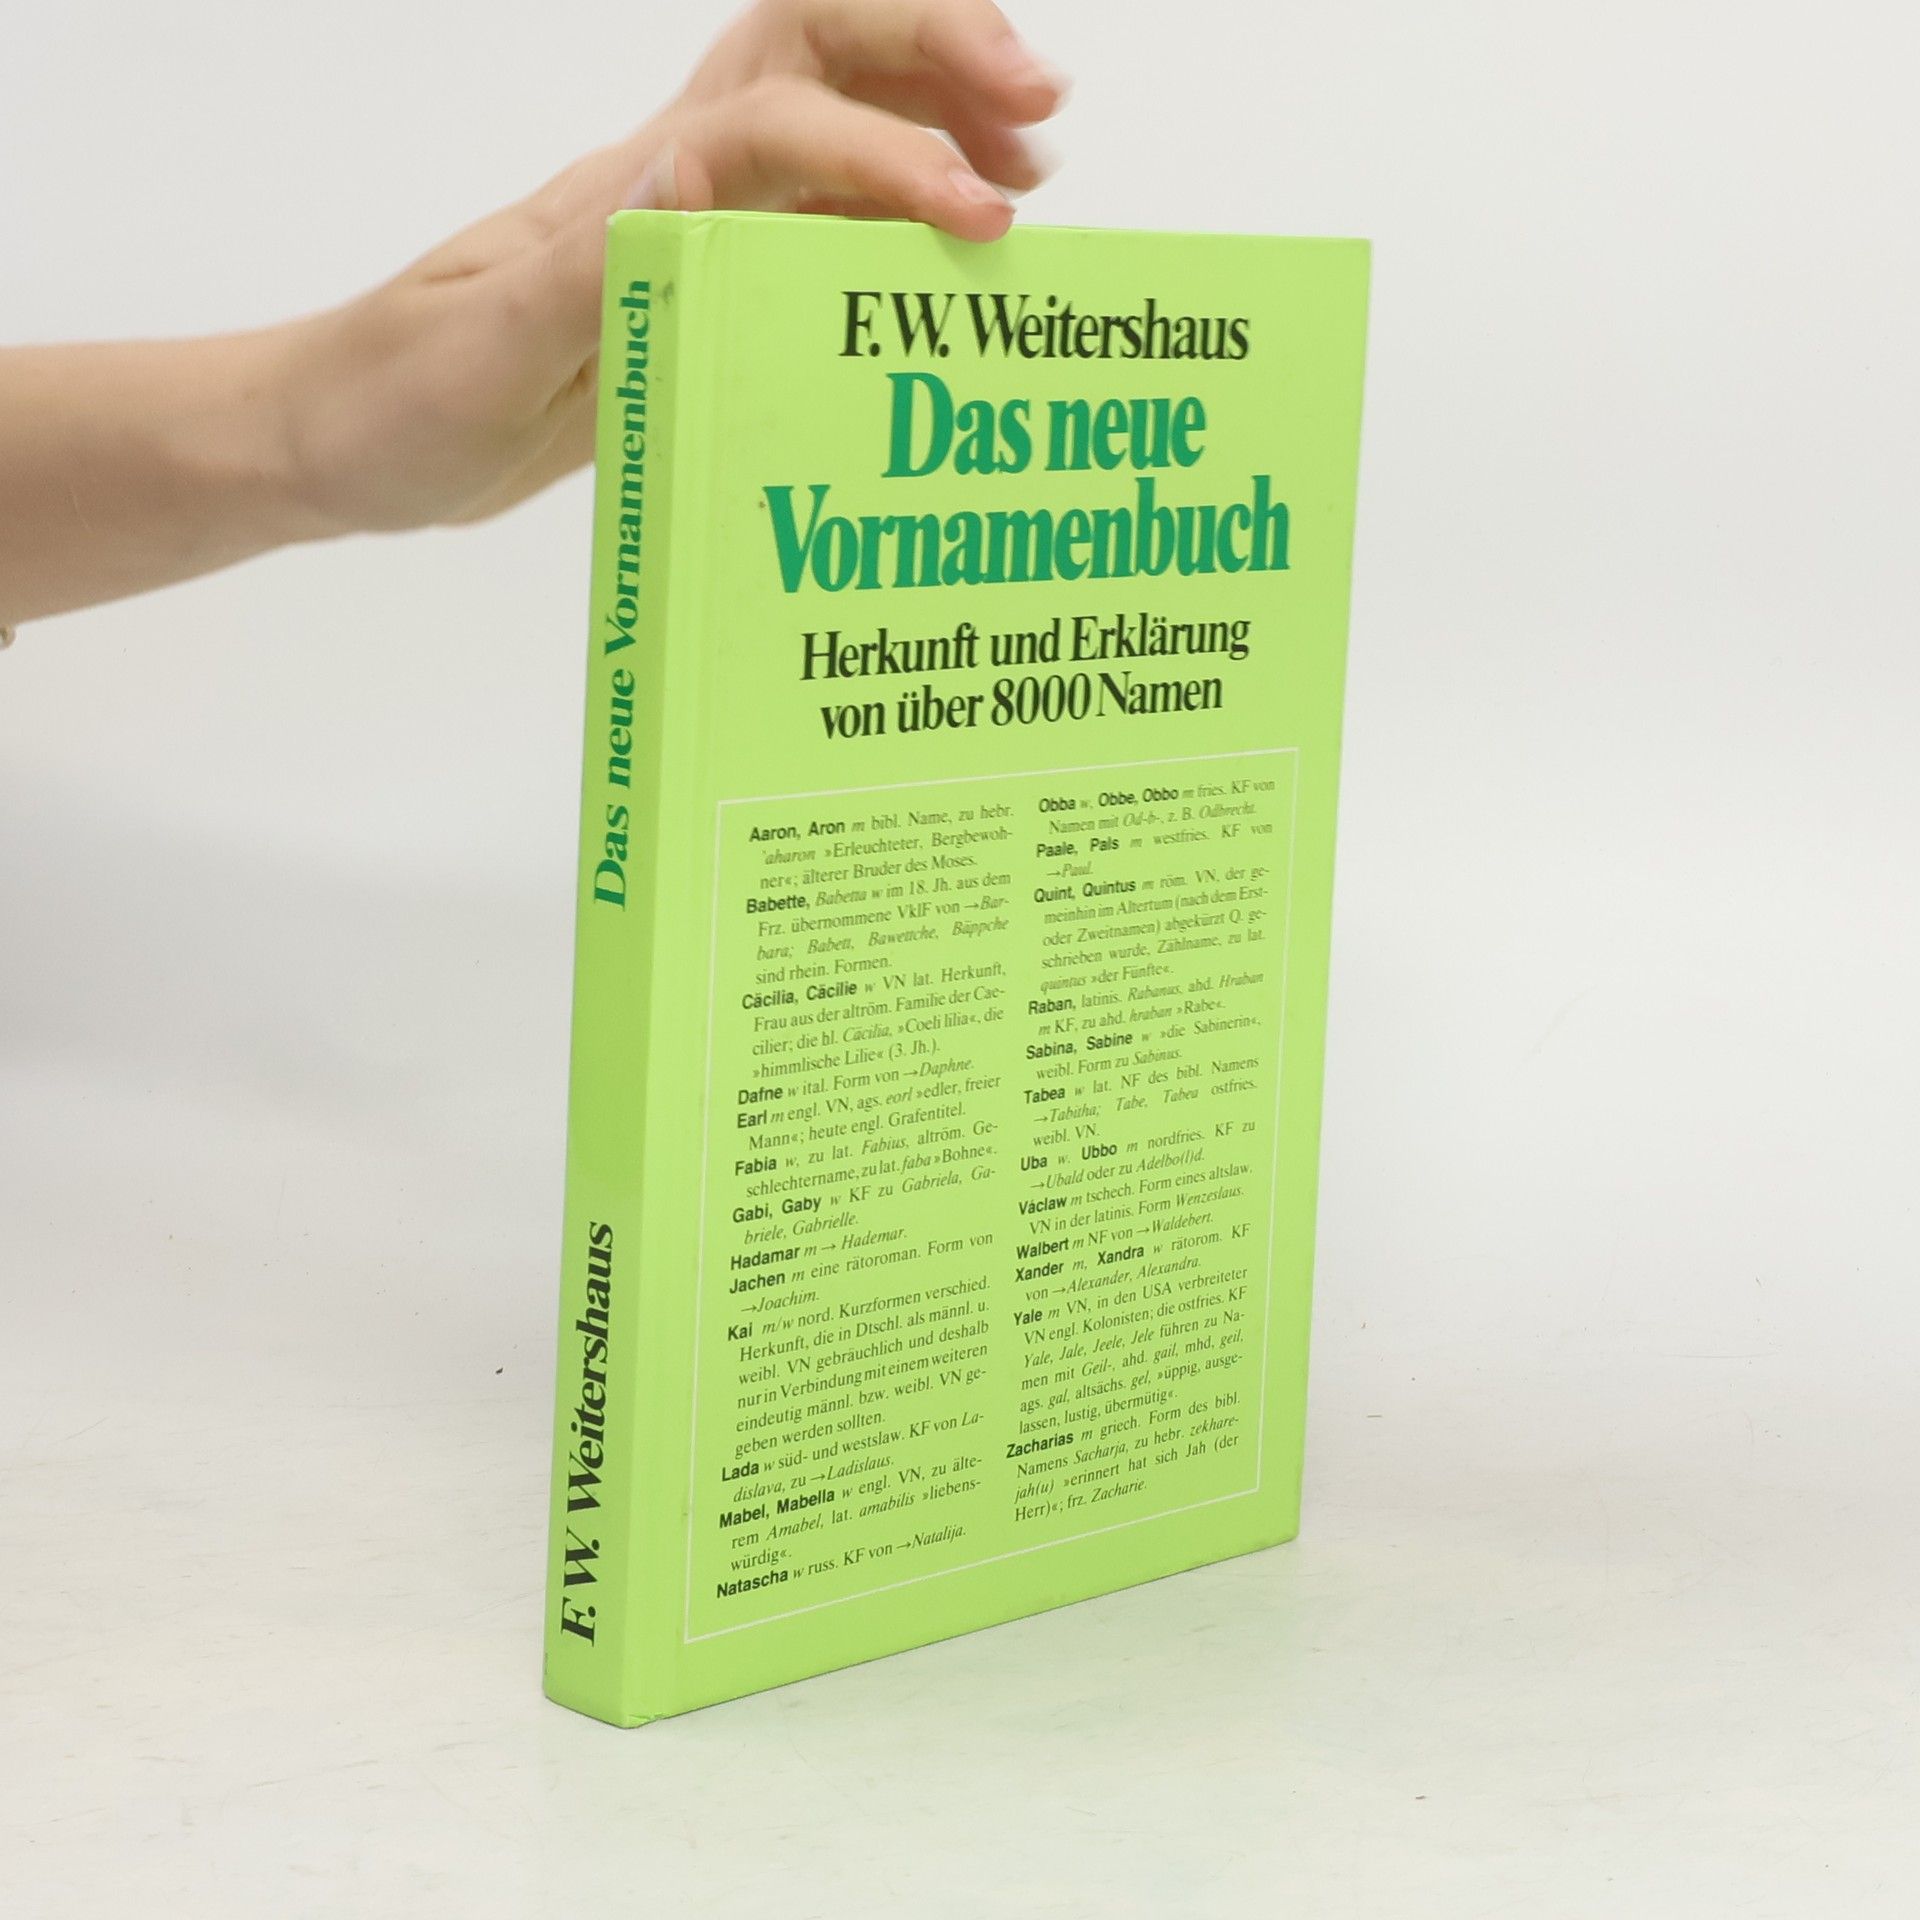 F. W. Weitershaus
Das neue
Vornamenbuch
Herkunft und Erklärung
von über 8000 Namen
Aaron, Aron m bibl. Name, zu hebr.
'aharon »Erleuchteter, Bergbewoh-
ner«; älterer Bruder des Moses.
Babette, Babetta w im 18. Jh. aus dem
Frz. übernommene VklF von →Bar-
bara; Babett, Bawettche, Bäppche
sind rhein. Formen.
Cäcilia, Cäcilie w VN lat. Herkunft,
Frau aus der altröm. Familie der Cae-
cilier; die hl. Cäcilia, »Coeli lilia«, die
»himmlische Lilie« (3. Jh.).
Dafne w ital. Form von →Daphne.
Earl m engl. VN, ags. eorl »edler, freier
Mann«; heute engl. Grafentitel.
Fabia w, zu lat. Fabius, altröm. Ge-
schlechtername, zu lat. faba »Bohne«.
Gabi, Gaby w KF zu Gabriela, Ga-
briele, Gabrielle.
Hadamar m → Hademar.
Jachen m eine rätoroman. Form von
→Joachim.
Kai m/w nord. Kurzformen verschied.
Herkunft, die in Dtschl. als männl. u.
weibl. VN gebräuchlich und deshalb
nur in Verbindung mit einem weiteren
eindeutig männl. bzw. weibl. VN ge-
geben werden sollten.
Lada w süd- und westslaw. KF von La-
dislava, zu →Ladislaus.
Mabel, Mabella w engl. VN, zu älte-
rem Amabel, lat. amabilis »liebens-
würdig«.
Natascha w russ. KF von →Natalija.
Obba w, Obbe, Obbo m fries. KF von
Namen mit Od-b-, z. B. Odbrecht.
Paale, Pals m westfries. KF von
→Paul.
Quint, Quintus m röm. VN, der ge-
meinhin im Altertum (nach dem Erst-
oder Zweitnamen) abgekürzt Q. ge-
schrieben wurde, Zählname, zu lat.
quintus »der Fünfte«.
Raban, latinis. Rabanus, ahd. Hraban
m KF, zu ahd. hraban »Rabe«.
Sabina, Sabine w »die Sabinerin«,
weibl. Form zu Sabinus.
Tabea w lat. NF des bibl. Namens
→Tabitha; Tabe, Tabea ostfries.
weibl. VN.
Uba w, Ubbo m nordfries. KF zu
→Ubald oder zu Adelbo(l)d.
Václaw m tschech. Form eines altslaw.
VN in der latinis. Form Wenzeslaus.
Walbert m NF von →Waldebert.
Xander m, Xandra w rätorom. KF
von →Alexander, Alexandra.
Yale m VN, in den USA verbreiteter
VN engl. Kolonisten; die ostfries. KF
Yale, Jale, Jeele, Jele führen zu Na-
men mit Geil-, ahd. gail, mhd, geil,
ags. gal, altsächs. gel, »üppig, ausge-
lassen, lustig, übermütig«.
Zacharias m griech. Form des bibl.
Namens Sacharja, zu hebr. zekhare-
jah(u) »erinnert hat sich Jah (der
Herr)«; frz. Zacharie.
F. W. Weitershaus Das neue Vornamenbuch